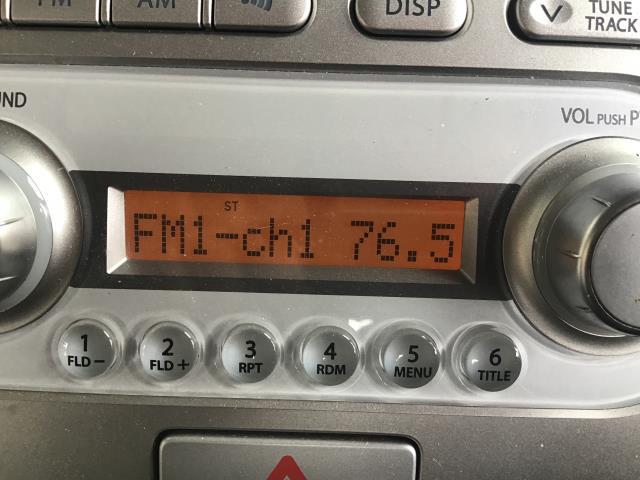 FM AM DISP TUNE
TRACK
VOL PUSH
ST
FM1-ch1 76.5
1 2 3 4 5 6
FLD- FLD+ RPT RDM MENU TITLE